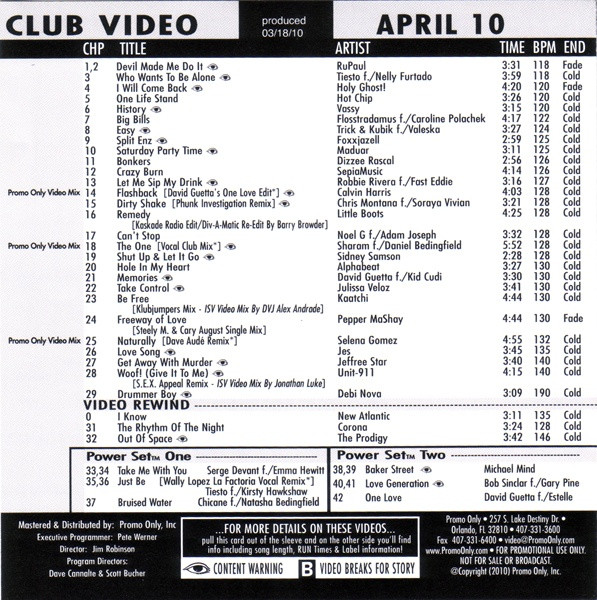 CLUB VIDEO produced 03/18/10 APRIL 10
CHP TITLE ARTIST TIME BPM END
1,2 Devil Made Me Do It RuPaul 3:31 118 Fade
3 Who Wants To Be Alone Tiesto f./Nelly Furtado 3:59 118 Cold
4 I Will Come Back Holy Ghost! 4:20 120 Fade
5 One Life Stand Hot Chip 3:26 120 Cold
6 History Vassy 3:15 120 Cold
7 Big Bills Flosstradamus f./Caroline Polachek 4:17 122 Cold
8 Easy Trick & Kubik f./Valeska 3:27 124 Cold
9 Split Enz Foxxjazell 2:59 125 Cold
10 Saturday Party Time Maduar 3:11 125 Cold
11 Bonkers Dizzee Rascal 2:56 126 Cold
12 Crazy Burn SepiaMusic 4:14 126 Cold
13 Let Me Sip My Drink Robbie Rivera f./Fast Eddie 3:16 127 Cold
Promo Only Video Mix 14 Flashback [David Guetta's One Love Edit*] Calvin Harris 4:03 128 Cold
15 Dirty Shake [Phunk Investigation Remix] Chris Montana f./Soraya Vivian 3:21 128 Cold
16 Remedy Little Boots 4:25 128 Cold
[Kaskade Radio Edit/Div-A-Matic Re-Edit By Barry Browder]
17 Can't Stop Noel G f./Adam Joseph 3:32 128 Cold
Promo Only Video Mix 18 The One [Vocal Club Mix*] Sharam f./Daniel Bedingfield 5:52 128 Cold
19 Shut Up & Let It Go Sidney Samson 2:28 128 Cold
20 Hole In My Heart Alphabeat 3:27 130 Cold
21 Memories David Guetta f./Kid Cudi 3:30 130 Cold
22 Take Control Julissa Veloz 3:41 130 Cold
23 Be Free Kaatchi 4:44 130 Cold
[Klubjumpers Mix - ISV Video Mix By DVJ Alex Andrade]
24 Freeway of Love Pepper MaShay 4:44 130 Fade
[Steely M. & Cary August Single Mix]
Promo Only Video Mix 25 Naturally [Dave Audé Remix*] Selena Gomez 4:55 132 Cold
26 Love Song Jes 3:45 135 Cold
27 Get Away With Murder Jeffree Star 3:40 140 Cold
28 Woof! (Give It To Me) Unit-911 4:15 140 Cold
[S.E.X. Appeal Remix - ISV Video Mix By Jonathan Luke]
29 Drummer Boy Debi Nova 3:09 190 Cold
VIDEO REWIND
0 I Know New Atlantic 3:11 135 Cold
31 The Rhythm Of The Night Corona 3:24 128 Cold
32 Out Of Space The Prodigy 3:42 146 Cold
Power Set™ One
33,34 Take Me With You Serge Devant f./Emma Hewitt
35,36 Just Be [Wally Lopez La Factoria Vocal Remix*]
Tiesto f./Kirsty Hawkshaw
37 Bruised Water Chicane f./Natasha Bedingfield
Power Set™ Two
38,39 Baker Street Michael Mind
40,41 Love Generation Bob Sinclar f./Gary Pine
42 One Love David Guetta f./Estelle
Mastered & Distributed by: Promo Only, Inc
Executive Programmer: Pete Werner
Director: Jim Robinson
Program Directors:
Dave Cannalte & Scott Bucher
...FOR MORE DETAILS ON THESE VIDEOS...
pull this card out of the sleeve and on the other side you'll find
info including song length, RUN Times & Label information!
CONTENT WARNING B VIDEO BREAKS FOR STORY
Promo Only • 257 S. Lake Destiny Dr. •
Orlando, FL 32810 • 407-331-3600
Fax 407-331-6400 • video@PromoOnly.com
www.PromoOnly.com • FOR PROMOTIONAL USE ONLY.
NOT FOR SALE OR BROADCAST.
@Copyright (2010) Promo Only, Inc.